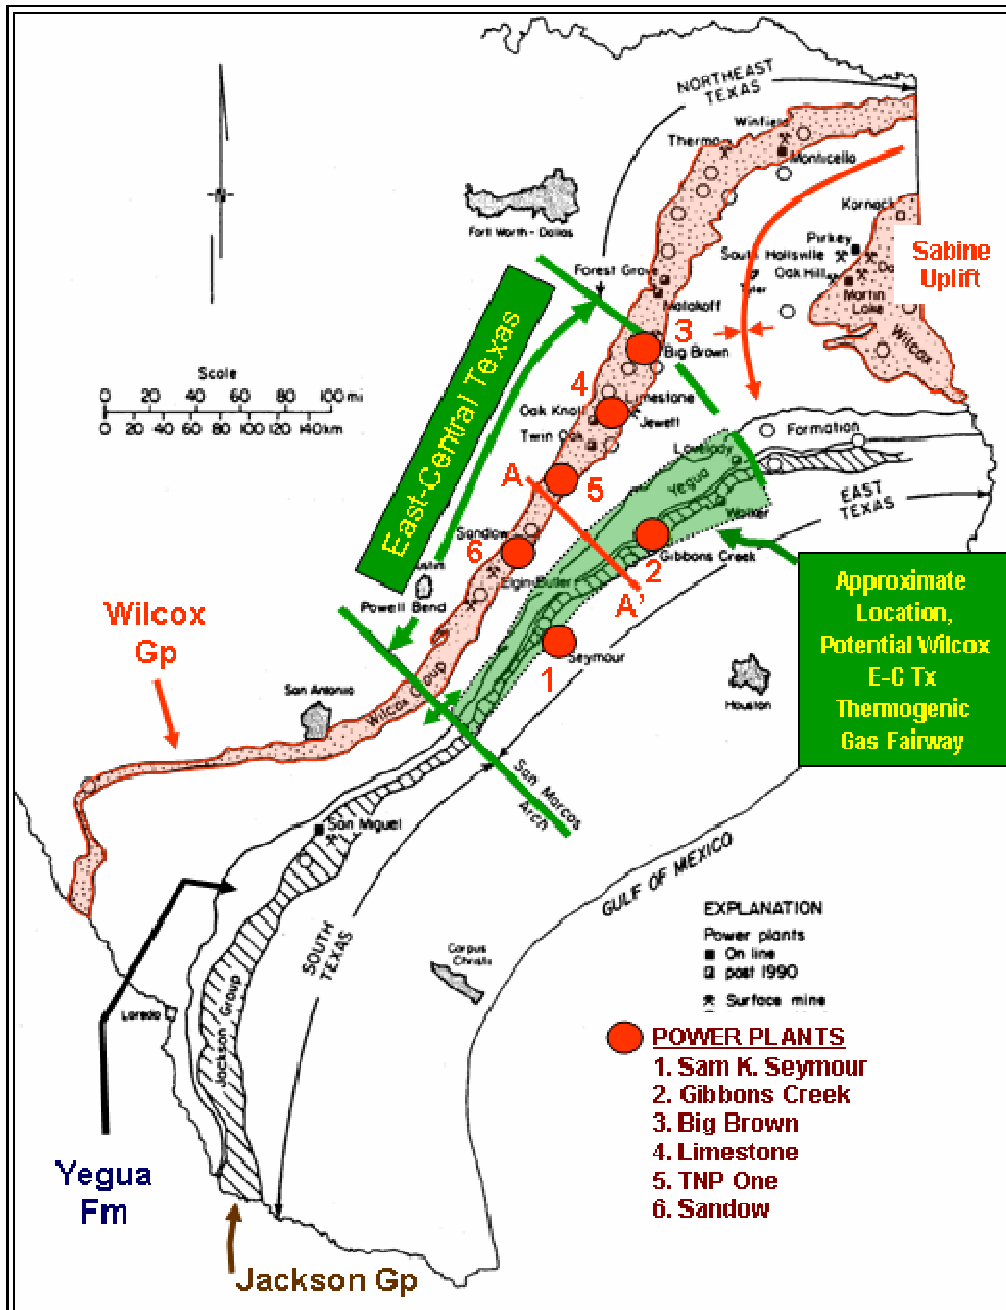 NORTHEAST
TEXAS
Winfield
Thermo
Monticello
Karnack
Fort Worth - Dallas
Pirkey
South Hallsville
Oak Hill
Sabine
Uplift
Forest Grove
Tyler
Martin
Lake
Malakoff
Wilcox
3
Big Brown
Scale
0 20 40 60 80 100 mi
0 20 40 60 80 100 120 140 km
East-Central Texas
4
Limestone
Oak Knoll
Jewett
Twin Oak
Formation
Lovelady
Yegua
A
5
EAST
TEXAS
Walker
Sandow
6
2
Gibbons Creek
Elgin-Butler
Powell Bend
A'
Approximate
Location,
Potential Wilcox
E-C Tx
Thermogenic
Gas Fairway
Wilcox
Gp
Seymour
1
San Antonio
Wilcox Group
Houston
San Marcos
Arch
San Miguel
GULF OF MEXICO
SOUTH
TEXAS
Corpus
Christi
Laredo
Jackson Group
EXPLANATION
Power plants
On line
post 1990
Surface mine
POWER PLANTS
1. Sam K. Seymour
2. Gibbons Creek
3. Big Brown
4. Limestone
5. TNP One
6. Sandow
Yegua
Fm
Jackson Gp